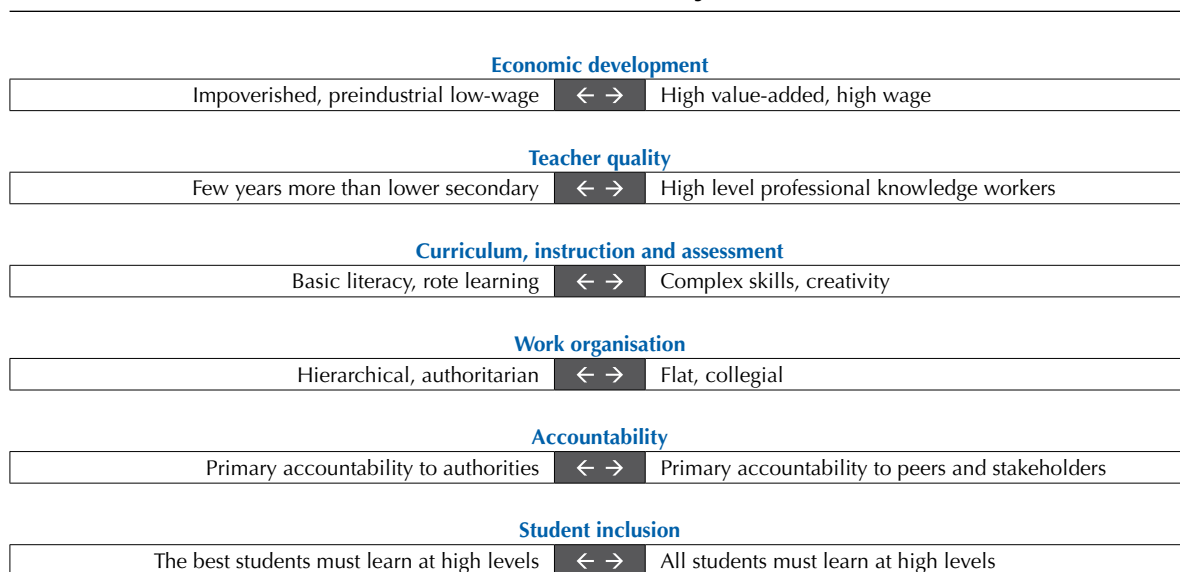 Economic development
Impoverished, preindustrial low-wage ← → High value-added, high wage
Teacher quality
Few years more than lower secondary ← → High level professional knowledge workers
Curriculum, instruction and assessment
Basic literacy, rote learning ← → Complex skills, creativity
Work organisation
Hierarchical, authoritarian ← → Flat, collegial
Accountability
Primary accountability to authorities ← → Primary accountability to peers and stakeholders
Student inclusion
The best students must learn at high levels ← → All students must learn at high levels